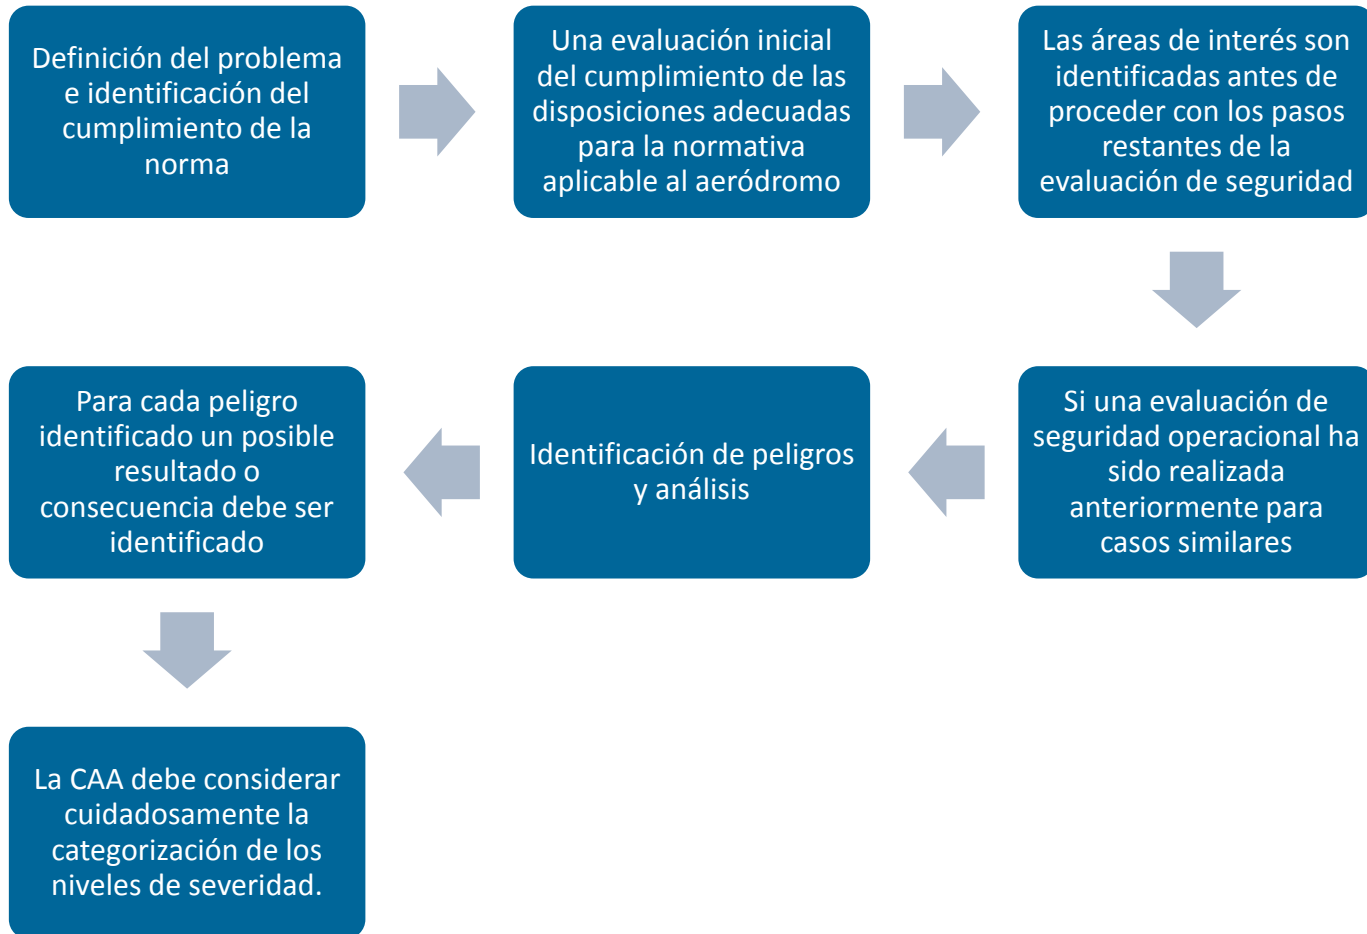 Definición del problema
e identificación del
cumplimiento de la
norma
Una evaluación inicial
del cumplimiento de las
disposiciones adecuadas
para la normativa
aplicable al aeródromo
Las áreas de interés son
identificadas antes de
proceder con los pasos
restantes de la
evaluación de seguridad
Si una evaluación de
seguridad operacional ha
sido realizada
anteriormente para
casos similares
Identificación de peligros
y análisis
Para cada peligro
identificado un posible
resultado o
consecuencia debe ser
identificado
La CAA debe considerar
cuidadosamente la
categorización de los
niveles de severidad.